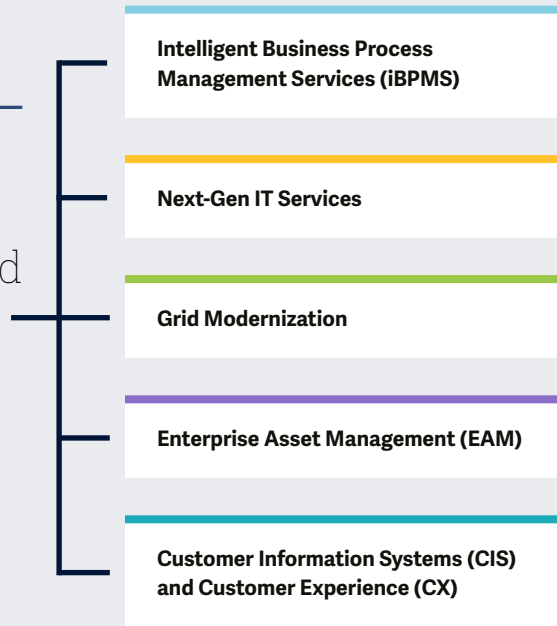 Intelligent Business Process
Management Services (iBPMS)
Next-Gen IT Services
d
Grid Modernization
Enterprise Asset Management (EAM)
Customer Information Systems (CIS)
and Customer Experience (CX)